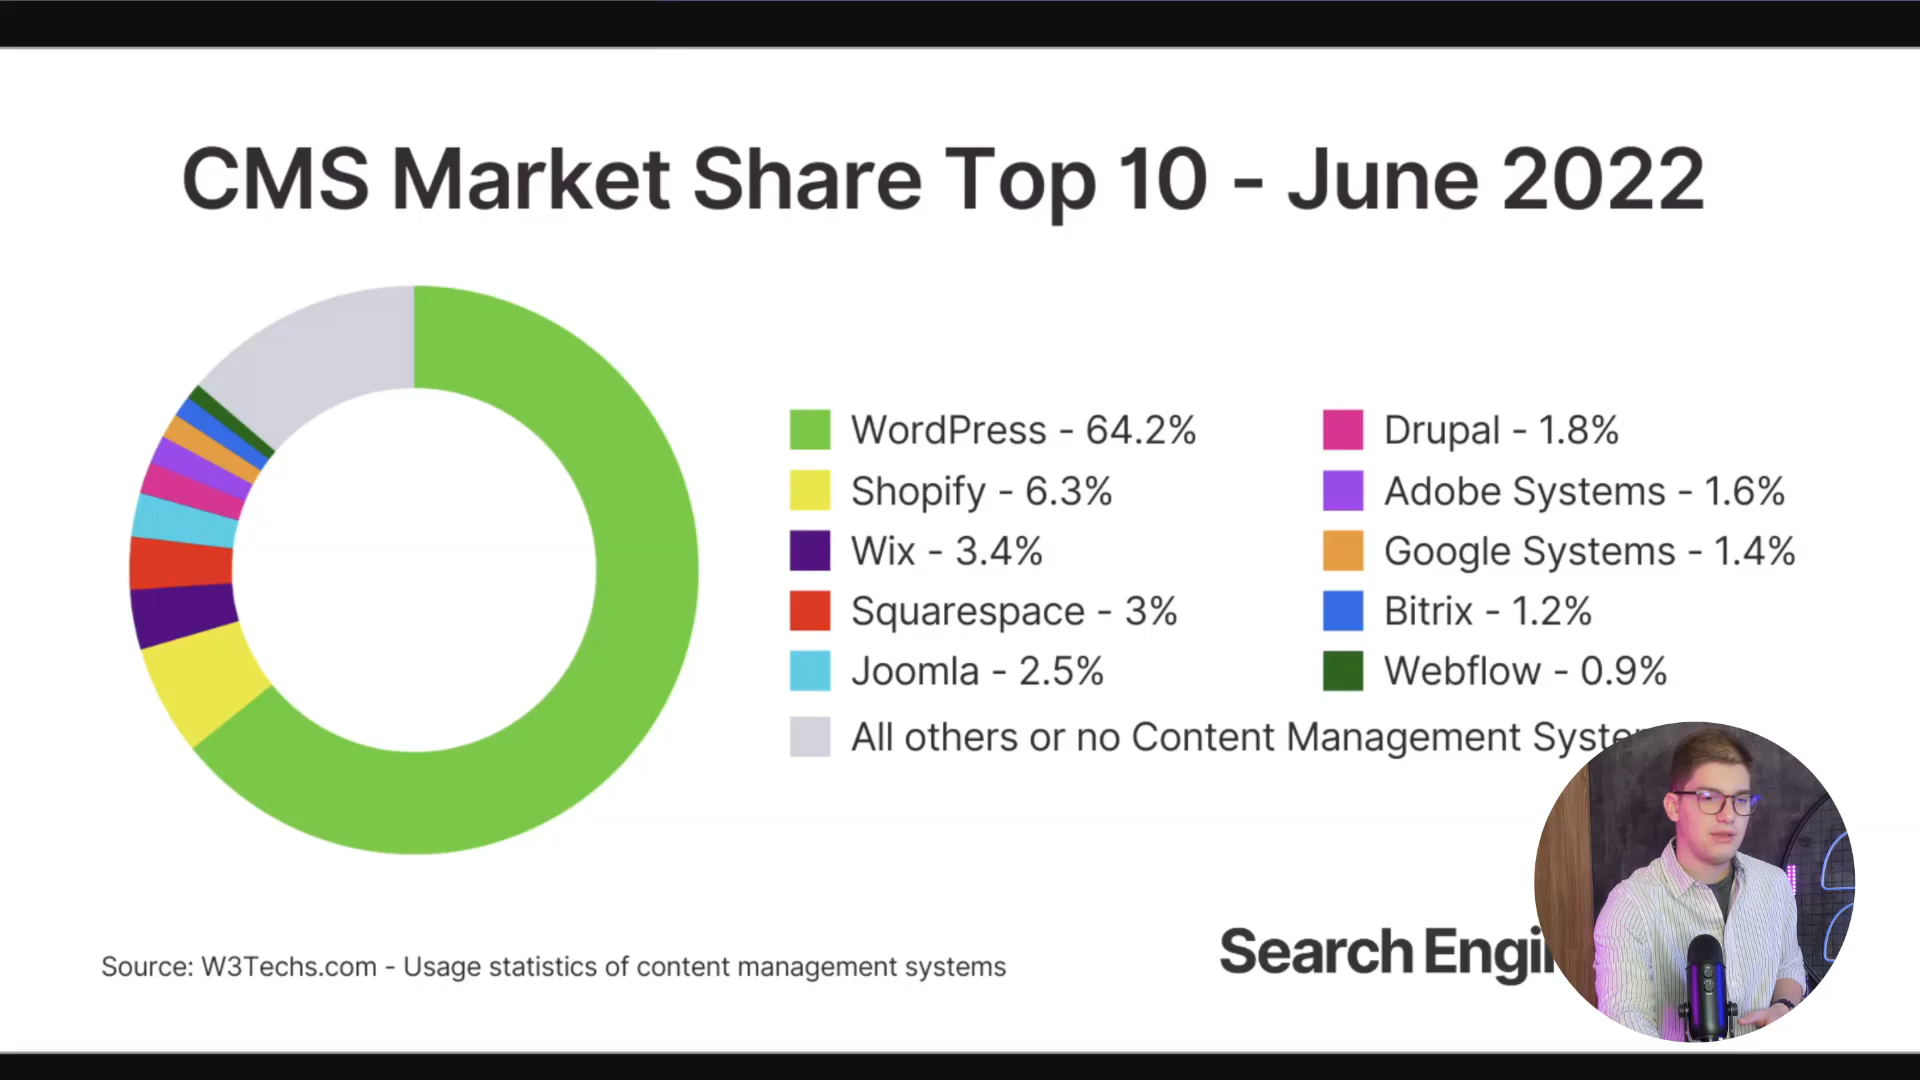 CMS Market Share Top 10 - June 2022
WordPress - 64.2%
Shopify - 6.3%
Wix - 3.4%
Squarespace - 3%
Joomla - 2.5%
Drupal - 1.8%
Adobe Systems - 1.6%
Google Systems - 1.4%
Bitrix - 1.2%
Webflow - 0.9%
All others or no Content Management
Source: W3Techs.com - Usage statistics of content management systems
Search